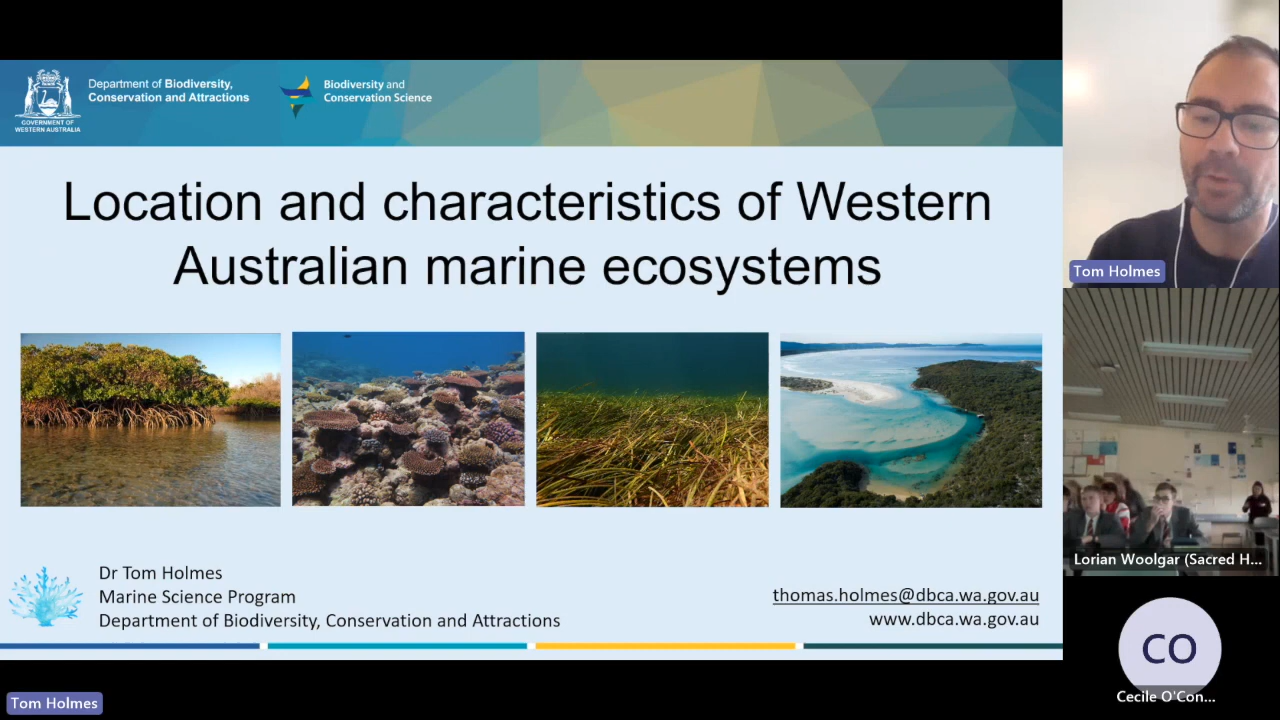 Department of Biodiversity,
Conservation and Attractions
GOVERNMENT OF
WESTERN AUSTRALIA
Biodiversity and
Conservation Science
Location and characteristics of Western
Australian marine ecosystems
Dr Tom Holmes
Marine Science Program
Department of Biodiversity, Conservation and Attractions
thomas.holmes@dbca.wa.gov.au
www.dbca.wa.gov.au
Tom Holmes
Tom Holmes
Lorian Woolgar (Sacred H...
CO
Cecile O'Con...